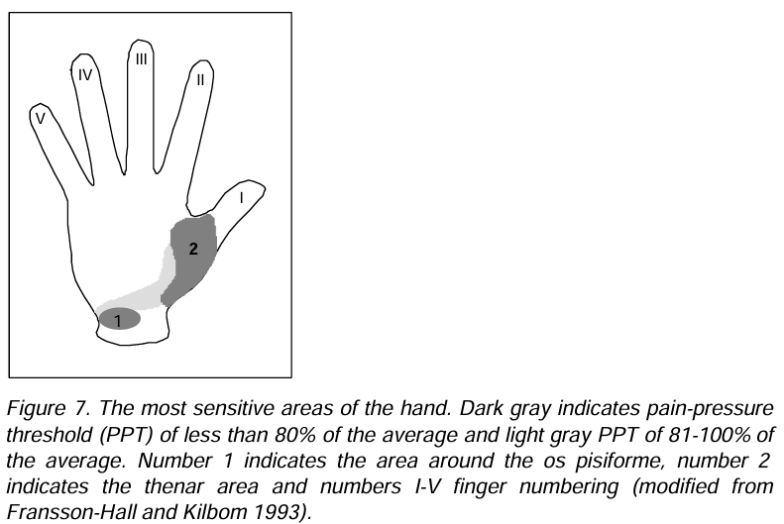 III
IV
II
V
I
2
1
Figure 7. The most sensitive areas of the hand. Dark gray indicates pain-pressure
threshold (PPT) of less than 80% of the average and light gray PPT of 81-100% of
the average. Number 1 indicates the area around the os pisiforme, number 2
indicates the thenar area and numbers I-V finger numbering (modified from
Fransson-Hall and Kilbom 1993).